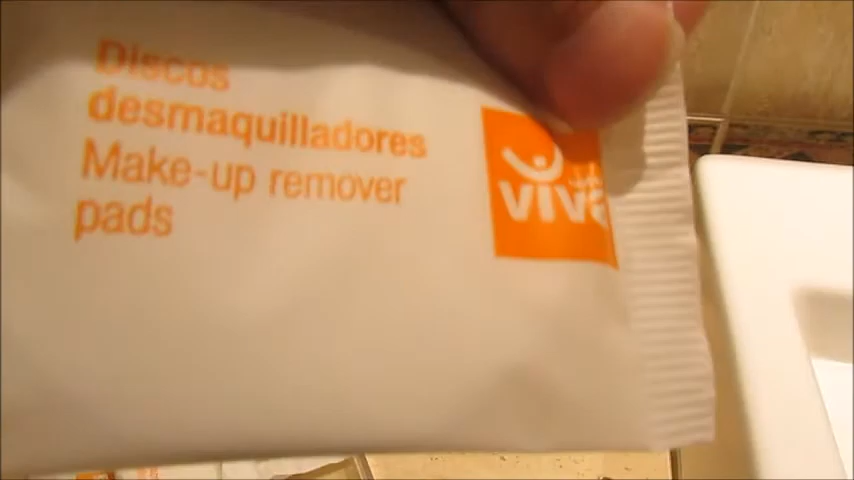 Discos
desmaquilladores
Make-up remover
pads
viva